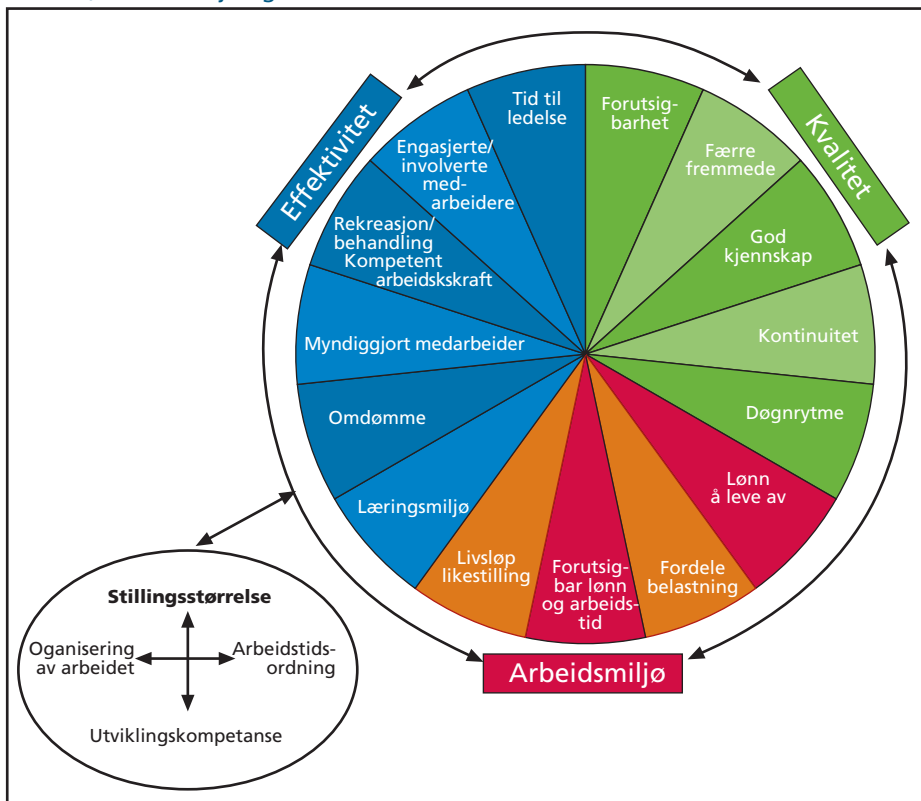 Effektivitet
Kvalitet
Tid til
ledelse
Forutsig-
barhet
Engasjerte/
involverte
med-
arbeidere
Færre
fremmede
Rekreasjon/
behandling
Kompetent
arbeidskskraft
God
kjennskap
Myndiggjort medarbeider
Kontinuitet
Omdømme
Døgnrytme
Læringsmiljø
Lønn
å leve av
Livsløp
likestilling
Forutsig-
bar lønn
og arbeids-
tid
Fordele
belastning
Arbeidsmiljø
Stillingsstørrelse
Oganisering
av arbeidet
Arbeidstids-
ordning
Utviklingskompetanse